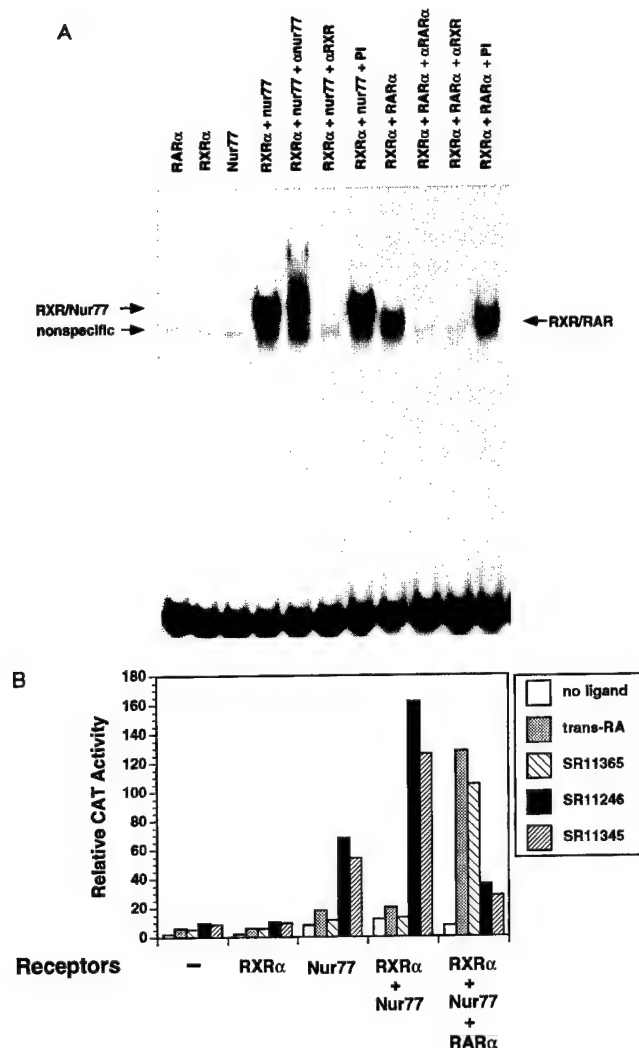 A
RARα
RXRα
Nur77
RXRα + nur77
RXRα + nur77 + αnur77
RXRα + nur77 + αRXR
RXRα + nur77 + PI
RXRα + RARα
RXRα + RARα + αRARα
RXRα + RARα + αRXR
RXRα + RARα + PI
RXR/Nur77
nonspecific
RXR/RAR
B
180
160
140
120
100
80
60
40
20
0
Relative CAT Activity
no ligand
trans-RA
SR11365
SR11246
SR11345
Receptors
–
RXRα
Nur77
RXRα
+
Nur77
RXRα
+
Nur77
+
RARα